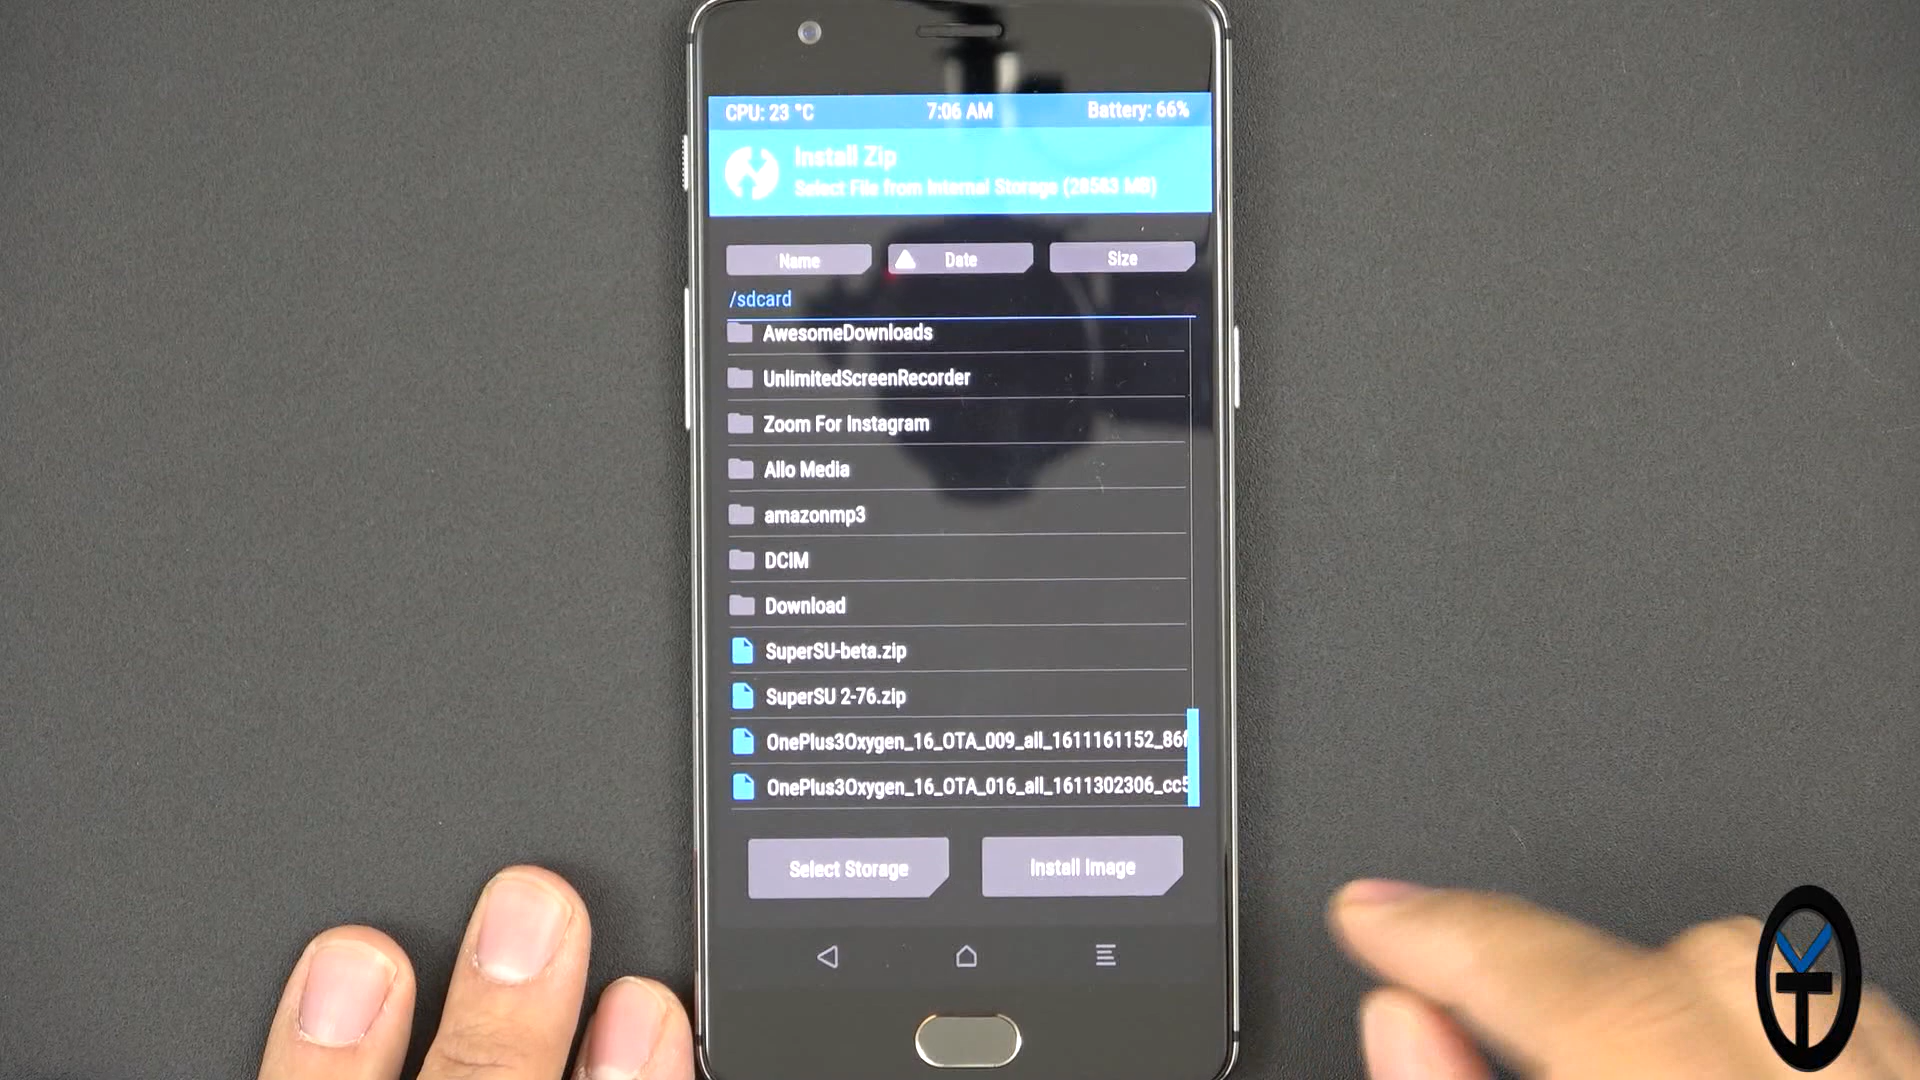 CPU: 23 °C 7:06 AM Battery: 66%
Install Zip
Select File from Internal Storage (28583 MB)
Name Date Size
/sdcard
AwesomeDownloads
UnlimitedScreenRecorder
Zoom For Instagram
Allo Media
amazonmp3
DCIM
Download
SuperSU-beta.zip
SuperSU 2-76.zip
OnePlus3Oxygen_16_OTA_009_all_1611161152_86f
OnePlus3Oxygen_16_OTA_016_all_1611302306_cc5
Select Storage Install Image